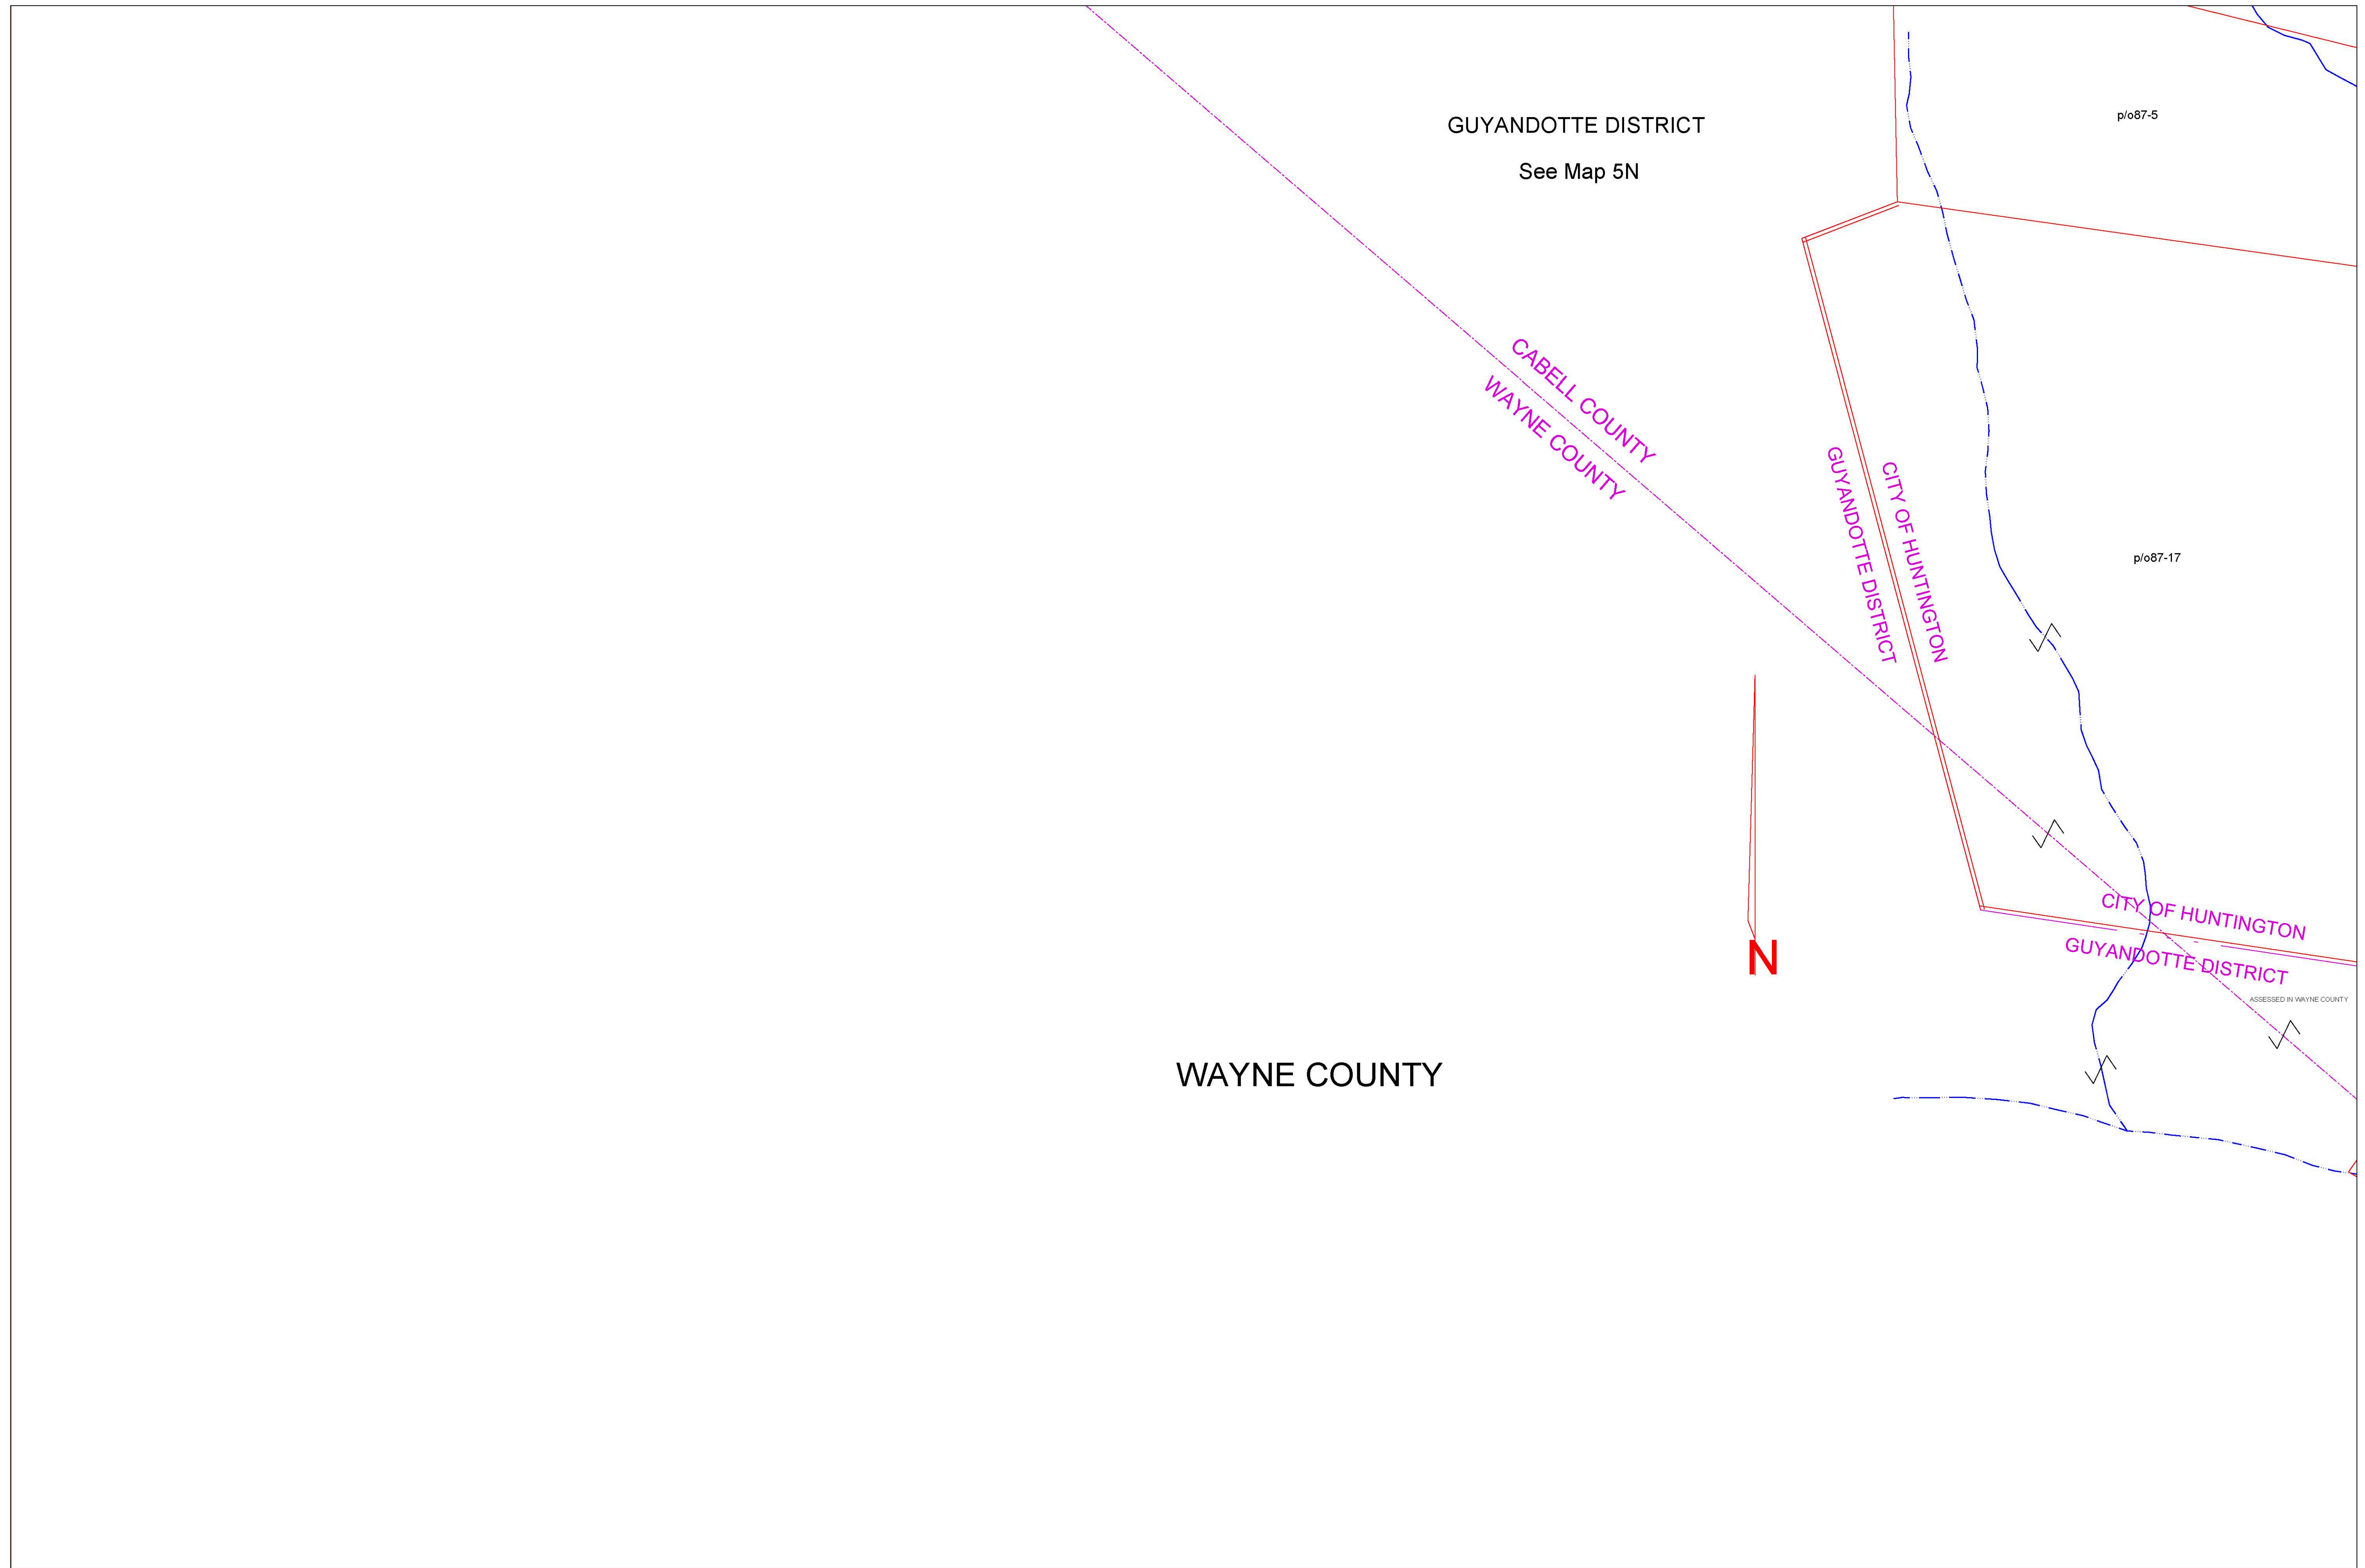 GUYANDOTTE DISTRICT
See Map 5N
p/o87-5
CABELL COUNTY
WAYNE COUNTY
GUYANDOTTE DISTRICT
CITY OF HUNTINGTON
p/o87-17
N
CITY OF HUNTINGTON
GUYANDOTTE DISTRICT
ASSESSED IN WAYNE COUNTY
WAYNE COUNTY